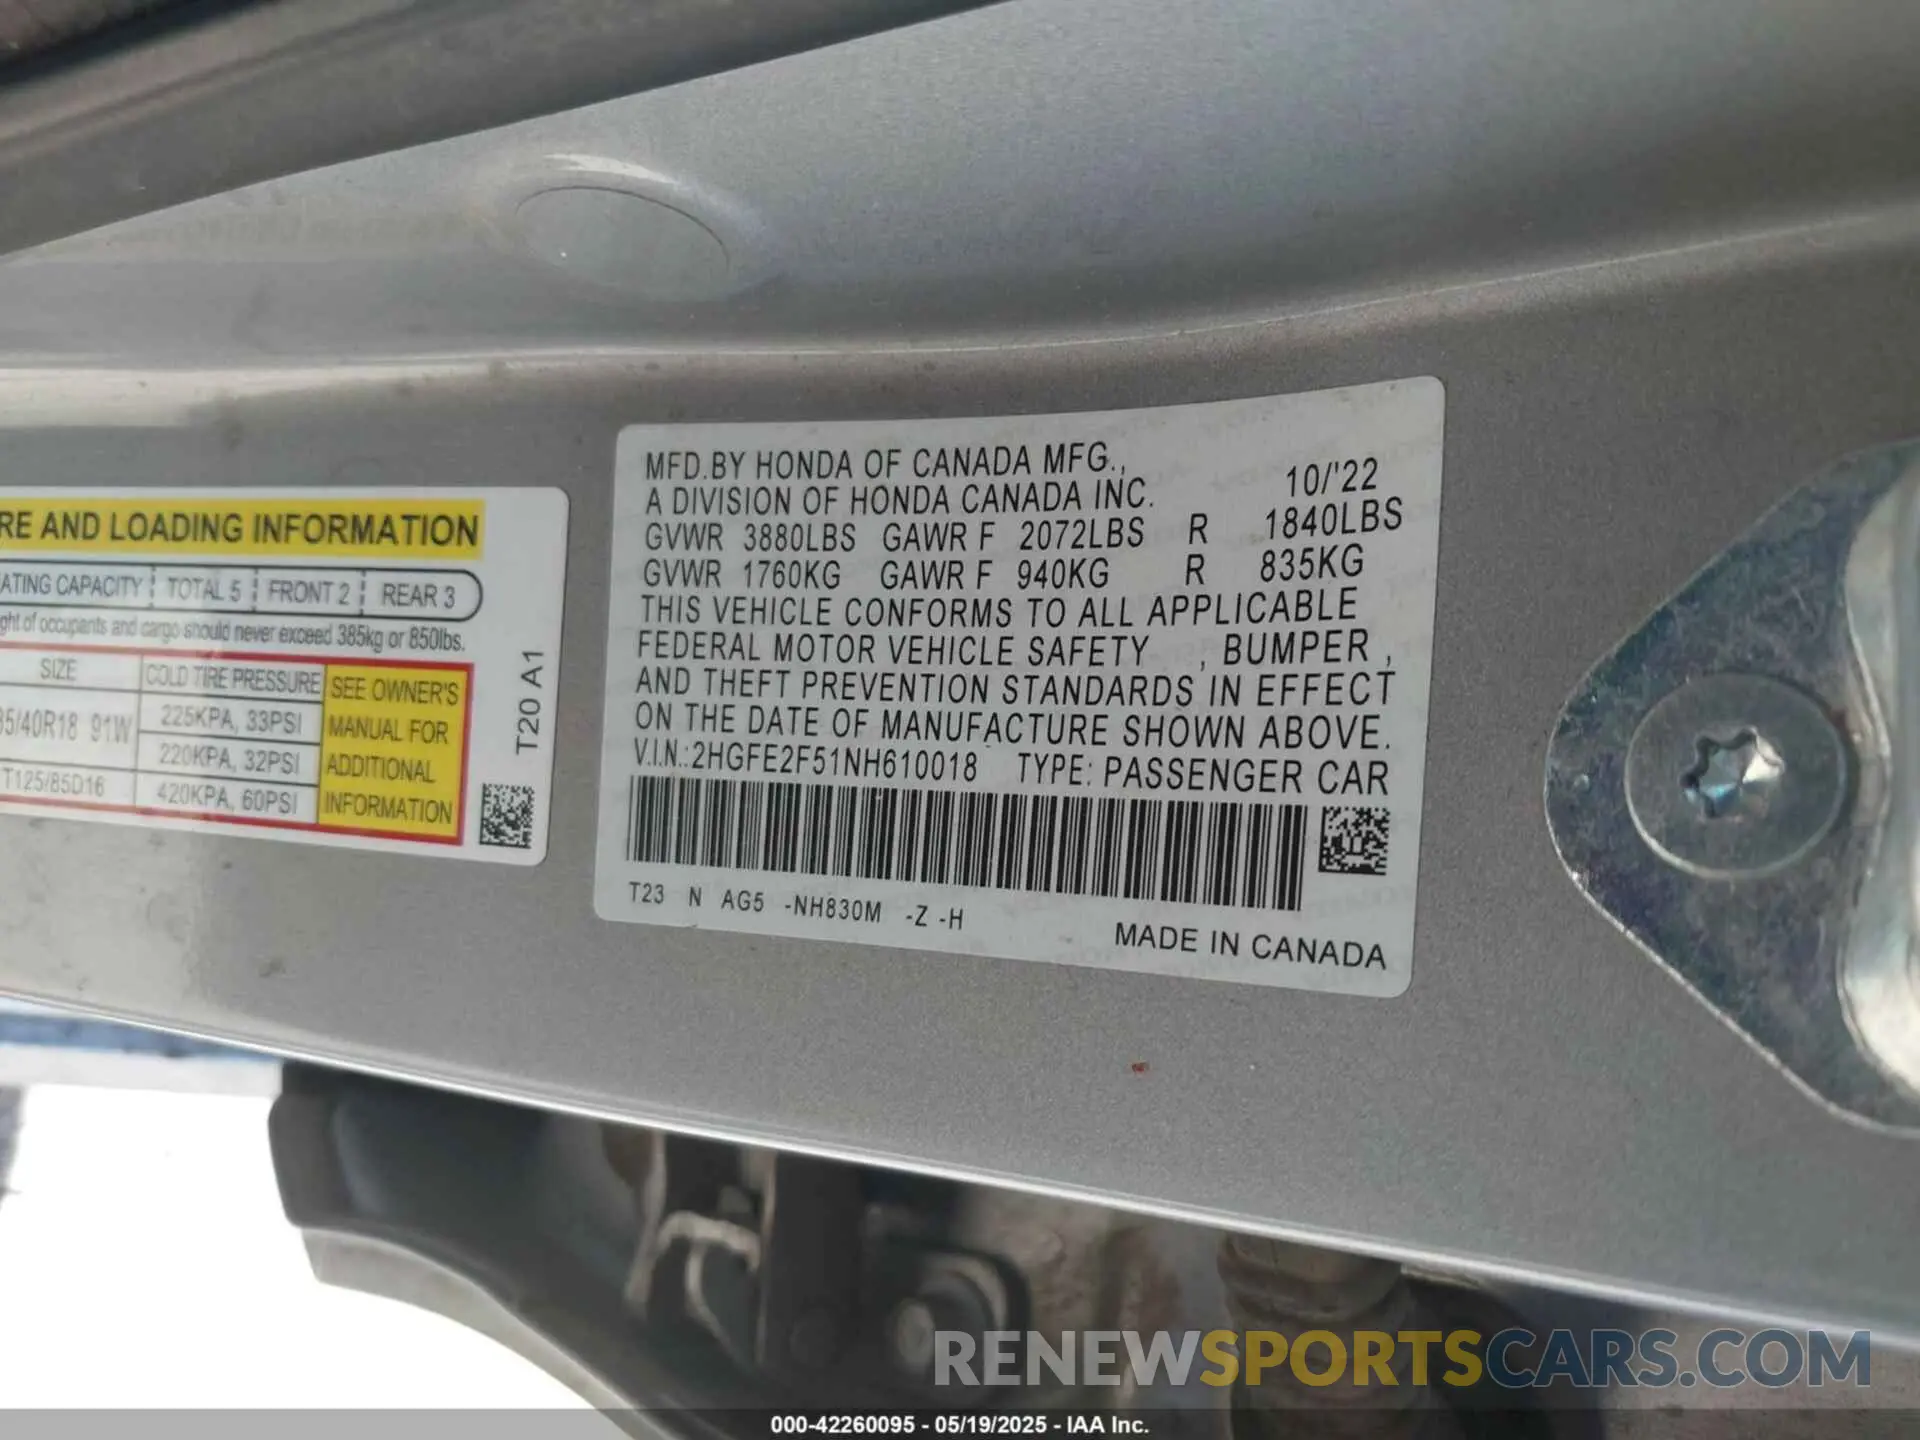 RE AND LOADING INFORMATION
ATING CAPACITY TOTAL 5 FRONT 2 REAR 3
ght of occupants and cargo should never exceed 385kg or 850lbs.
SIZE COLD TIRE PRESSURE SEE OWNER'S
5/40R18 91W 225KPA, 33PSI MANUAL FOR
220KPA, 32PSI ADDITIONAL
T125/85D16 420KPA, 60PSI INFORMATION
T20 A1
MFD.BY HONDA OF CANADA MFG.,
A DIVISION OF HONDA CANADA INC. 10/'22
GVWR 3880LBS GAWR F 2072LBS R 1840LBS
GVWR 1760KG GAWR F 940KG R 835KG
THIS VEHICLE CONFORMS TO ALL APPLICABLE
FEDERAL MOTOR VEHICLE SAFETY , BUMPER ,
AND THEFT PREVENTION STANDARDS IN EFFECT
ON THE DATE OF MANUFACTURE SHOWN ABOVE.
V.I.N.:2HGFE2F51NH610018 TYPE: PASSENGER CAR
T23 N AG5 -NH830M -Z -H
MADE IN CANADA
RENEWSPORTSCARS.COM
000-42260095 - 05/19/2025 - IAA Inc.